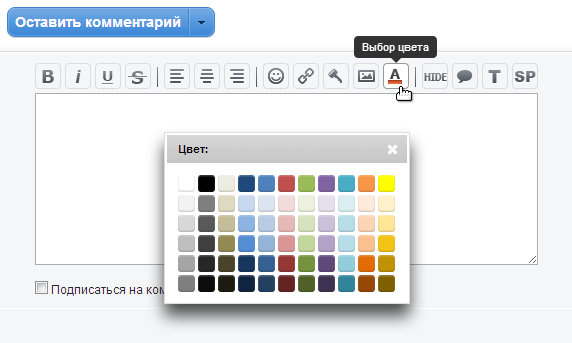 Оставить комментарий
Выбор цвета
B i U S A HIDE T SP
Цвет:
Подписаться на ком